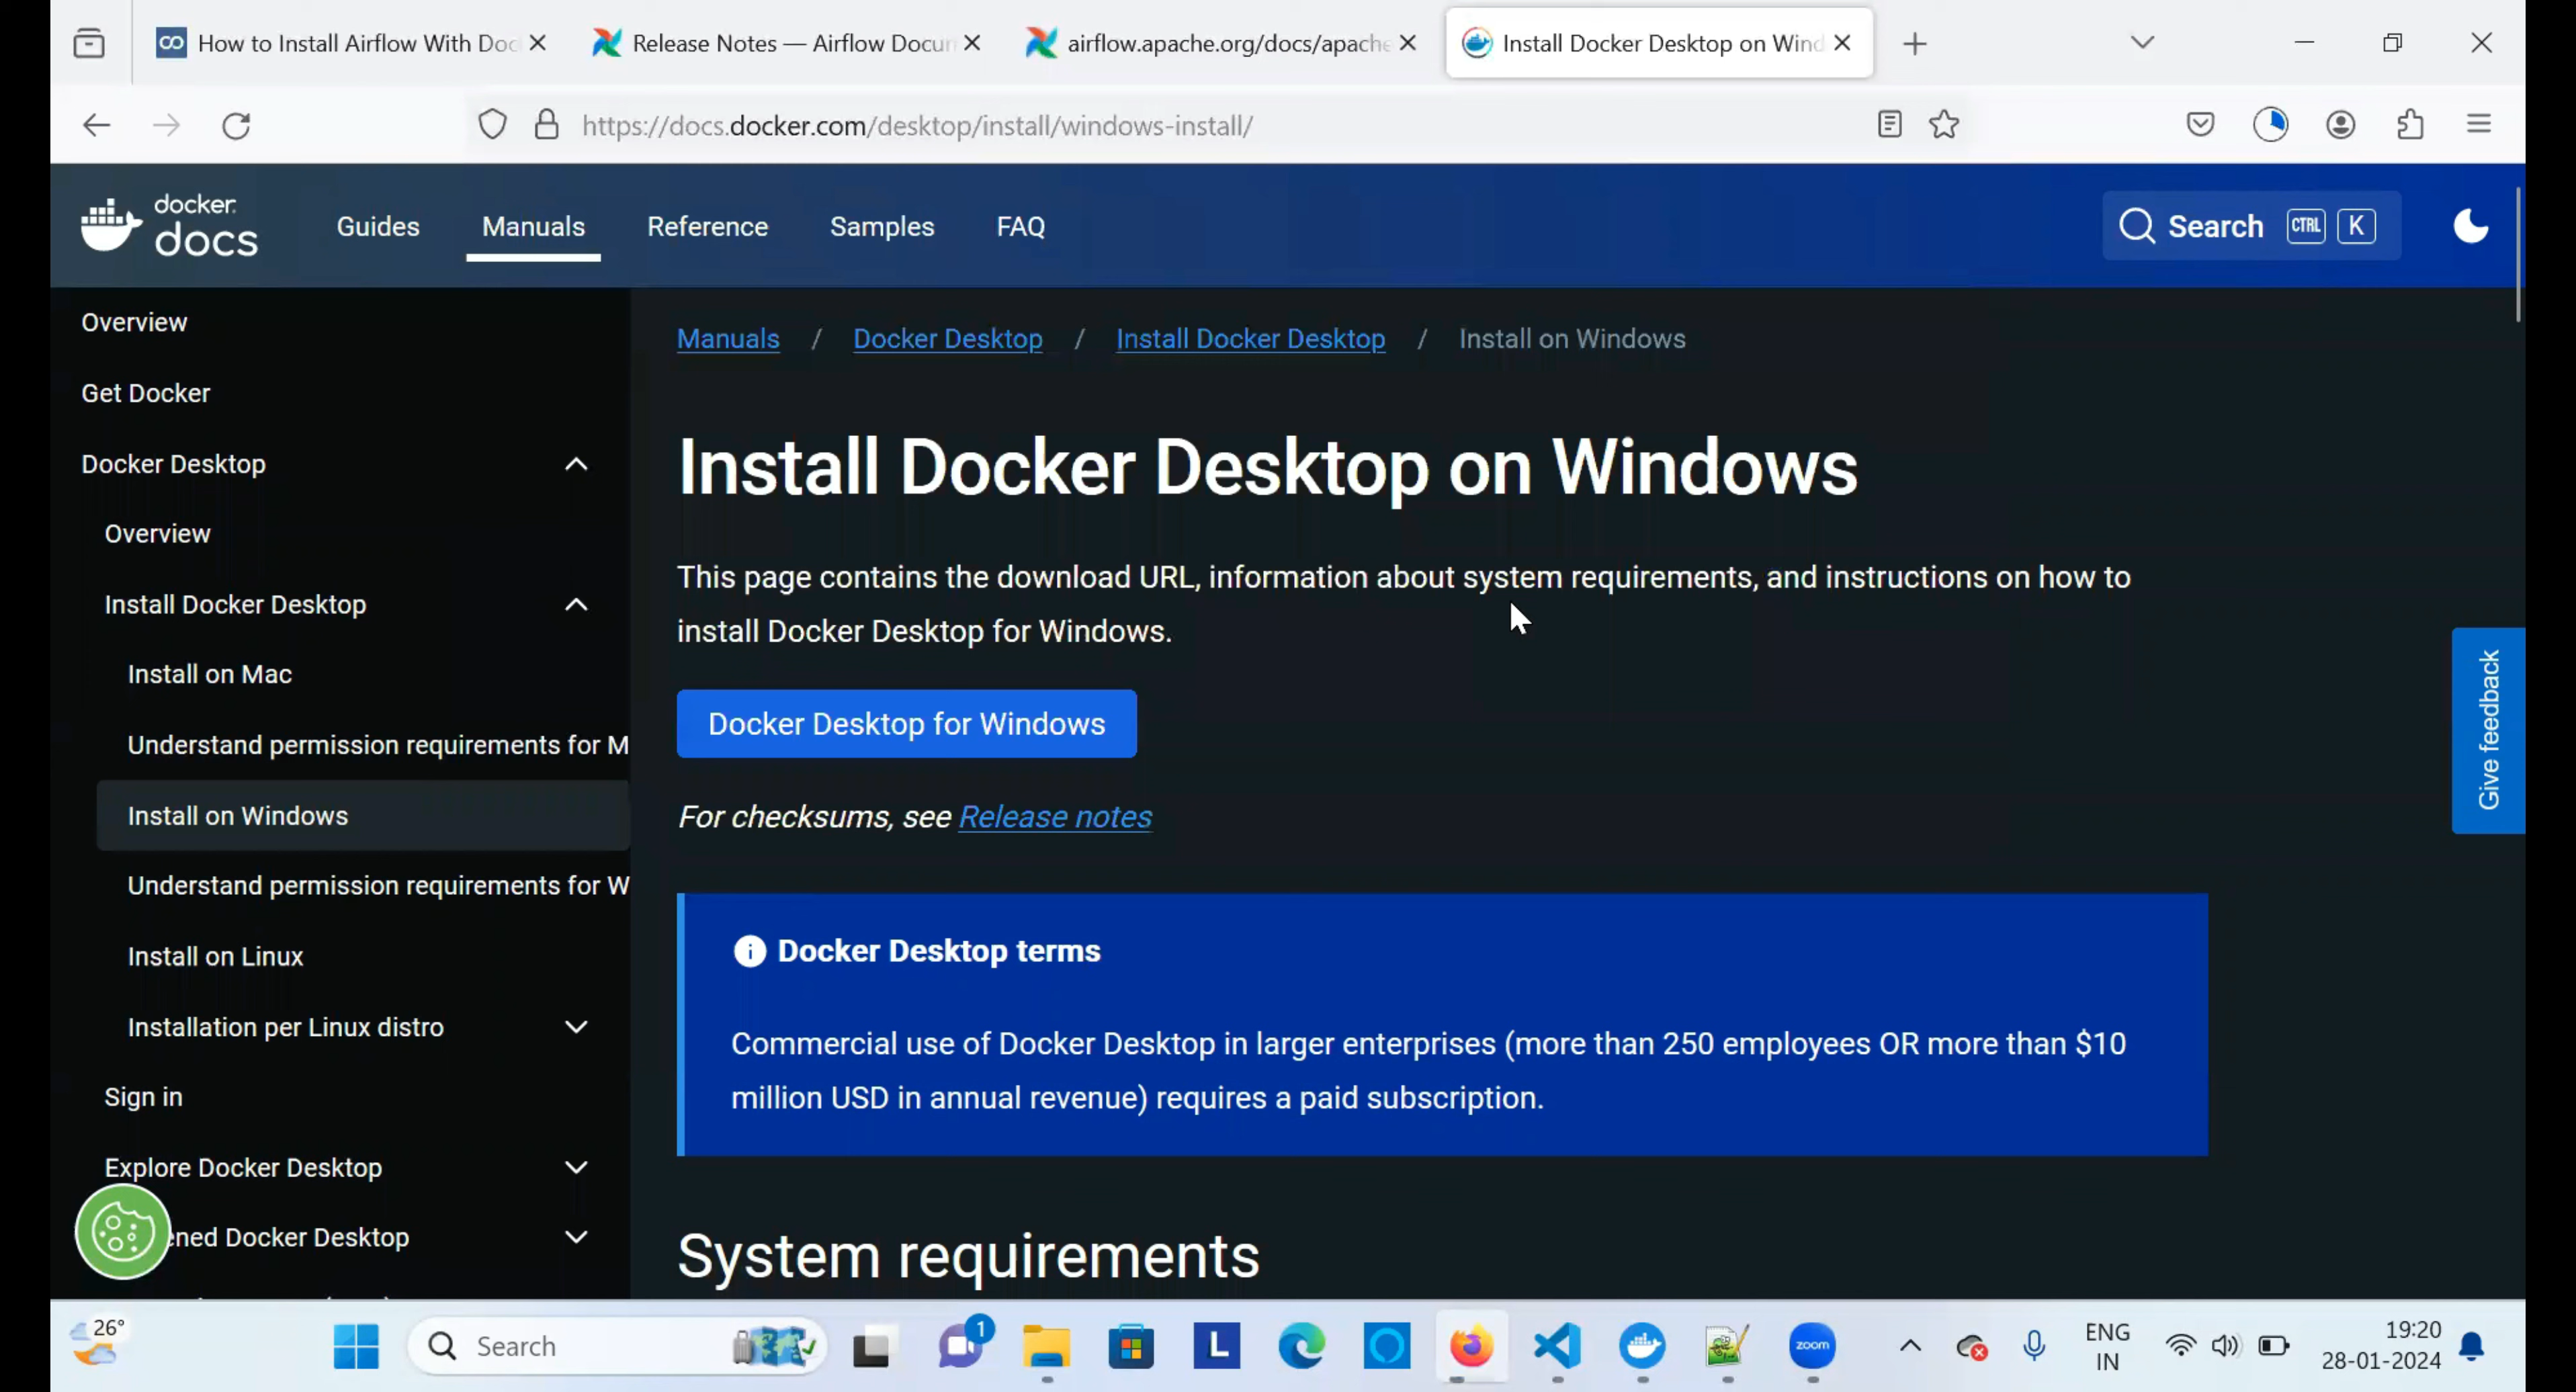 How to Install Airflow With Doc
Release Notes — Airflow Docum
airflow.apache.org/docs/apache
Install Docker Desktop on Wind
https://docs.docker.com/desktop/install/windows-install/
docker
docs
Guides
Manuals
Reference
Samples
FAQ
Search CTRL K
Overview
Get Docker
Docker Desktop
Overview
Install Docker Desktop
Install on Mac
Understand permission requirements for M
Install on Windows
Understand permission requirements for W
Install on Linux
Installation per Linux distro
Sign in
Explore Docker Desktop
ened Docker Desktop
Manuals / Docker Desktop / Install Docker Desktop / Install on Windows
Install Docker Desktop on Windows
This page contains the download URL, information about system requirements, and instructions on how to
install Docker Desktop for Windows.
Docker Desktop for Windows
For checksums, see Release notes
Docker Desktop terms
Commercial use of Docker Desktop in larger enterprises (more than 250 employees OR more than $10
million USD in annual revenue) requires a paid subscription.
System requirements
Give feedback
26°
Search
1
L
zoom
ENG
IN
19:20
28-01-2024